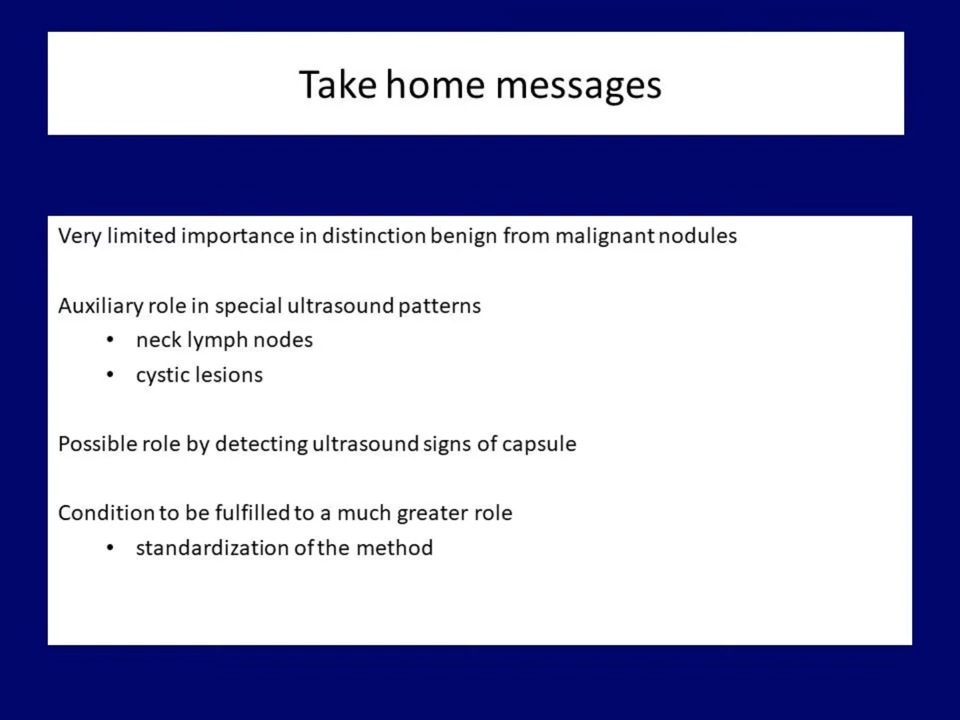 Take home messages
Very limited importance in distinction benign from malignant nodules
Auxiliary role in special ultrasound patterns
• neck lymph nodes
• cystic lesions
Possible role by detecting ultrasound signs of capsule
Condition to be fulfilled to a much greater role
• standardization of the method